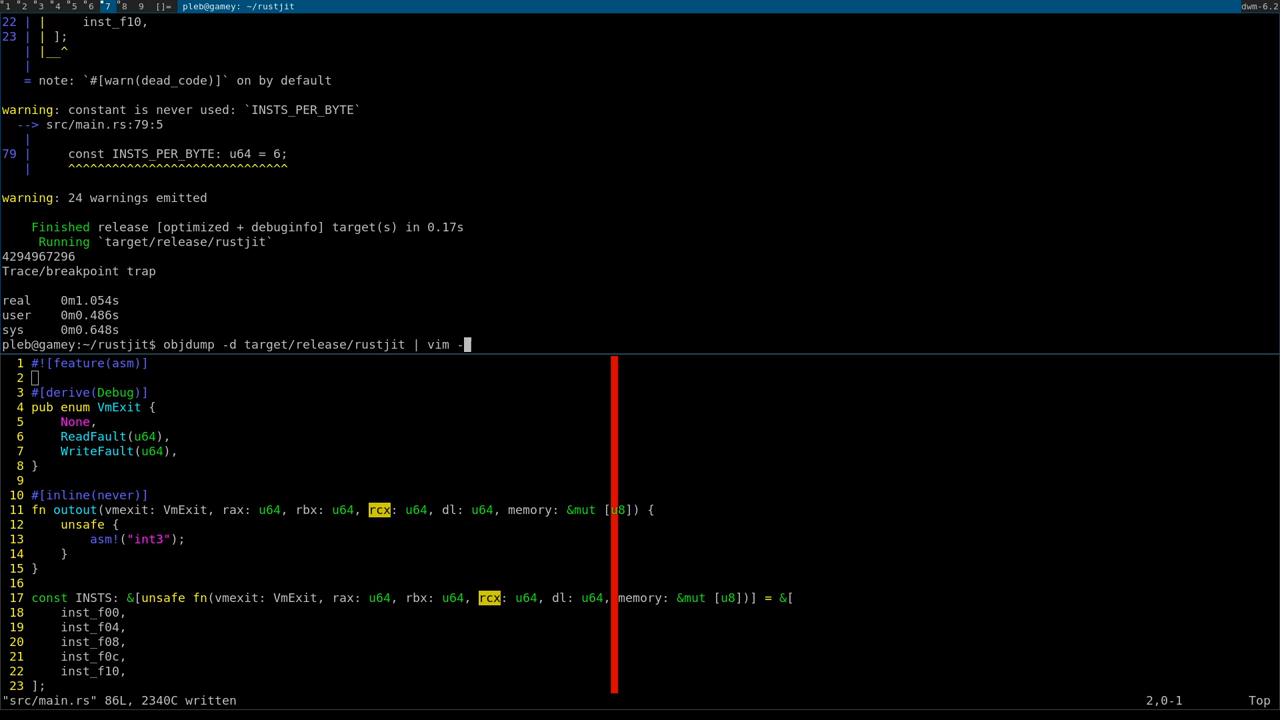 1 2 3 4 5 6 7 8 9 []= pleb@gamey: ~/rustjit dwm-6.2
22 | |     inst_f10,
23 | | ];
   | |__^
   |
   = note: `#[warn(dead_code)]` on by default
warning: constant is never used: `INSTS_PER_BYTE`
  --> src/main.rs:79:5
   |
79 |     const INSTS_PER_BYTE: u64 = 6;
   |     ^^^^^^^^^^^^^^^^^^^^^^^^^^^^^^
warning: 24 warnings emitted
    Finished release [optimized + debuginfo] target(s) in 0.17s
     Running `target/release/rustjit`
4294967296
Trace/breakpoint trap
real    0m1.054s
user    0m0.486s
sys     0m0.648s
pleb@gamey:~/rustjit$ objdump -d target/release/rustjit | vim -
1 #![feature(asm)]
2
3 #[derive(Debug)]
4 pub enum VmExit {
5     None,
6     ReadFault(u64),
7     WriteFault(u64),
8 }
9
10 #[inline(never)]
11 fn outout(vmexit: VmExit, rax: u64, rbx: u64, rcx: u64, dl: u64, memory: &mut [u8]) {
12     unsafe {
13         asm!("int3");
14     }
15 }
16
17 const INSTS: &[unsafe fn(vmexit: VmExit, rax: u64, rbx: u64, rcx: u64, dl: u64, memory: &mut [u8])] = &[
18     inst_f00,
19     inst_f04,
20     inst_f08,
21     inst_f0c,
22     inst_f10,
23 ];
"src/main.rs" 86L, 2340C written 2,0-1 Top